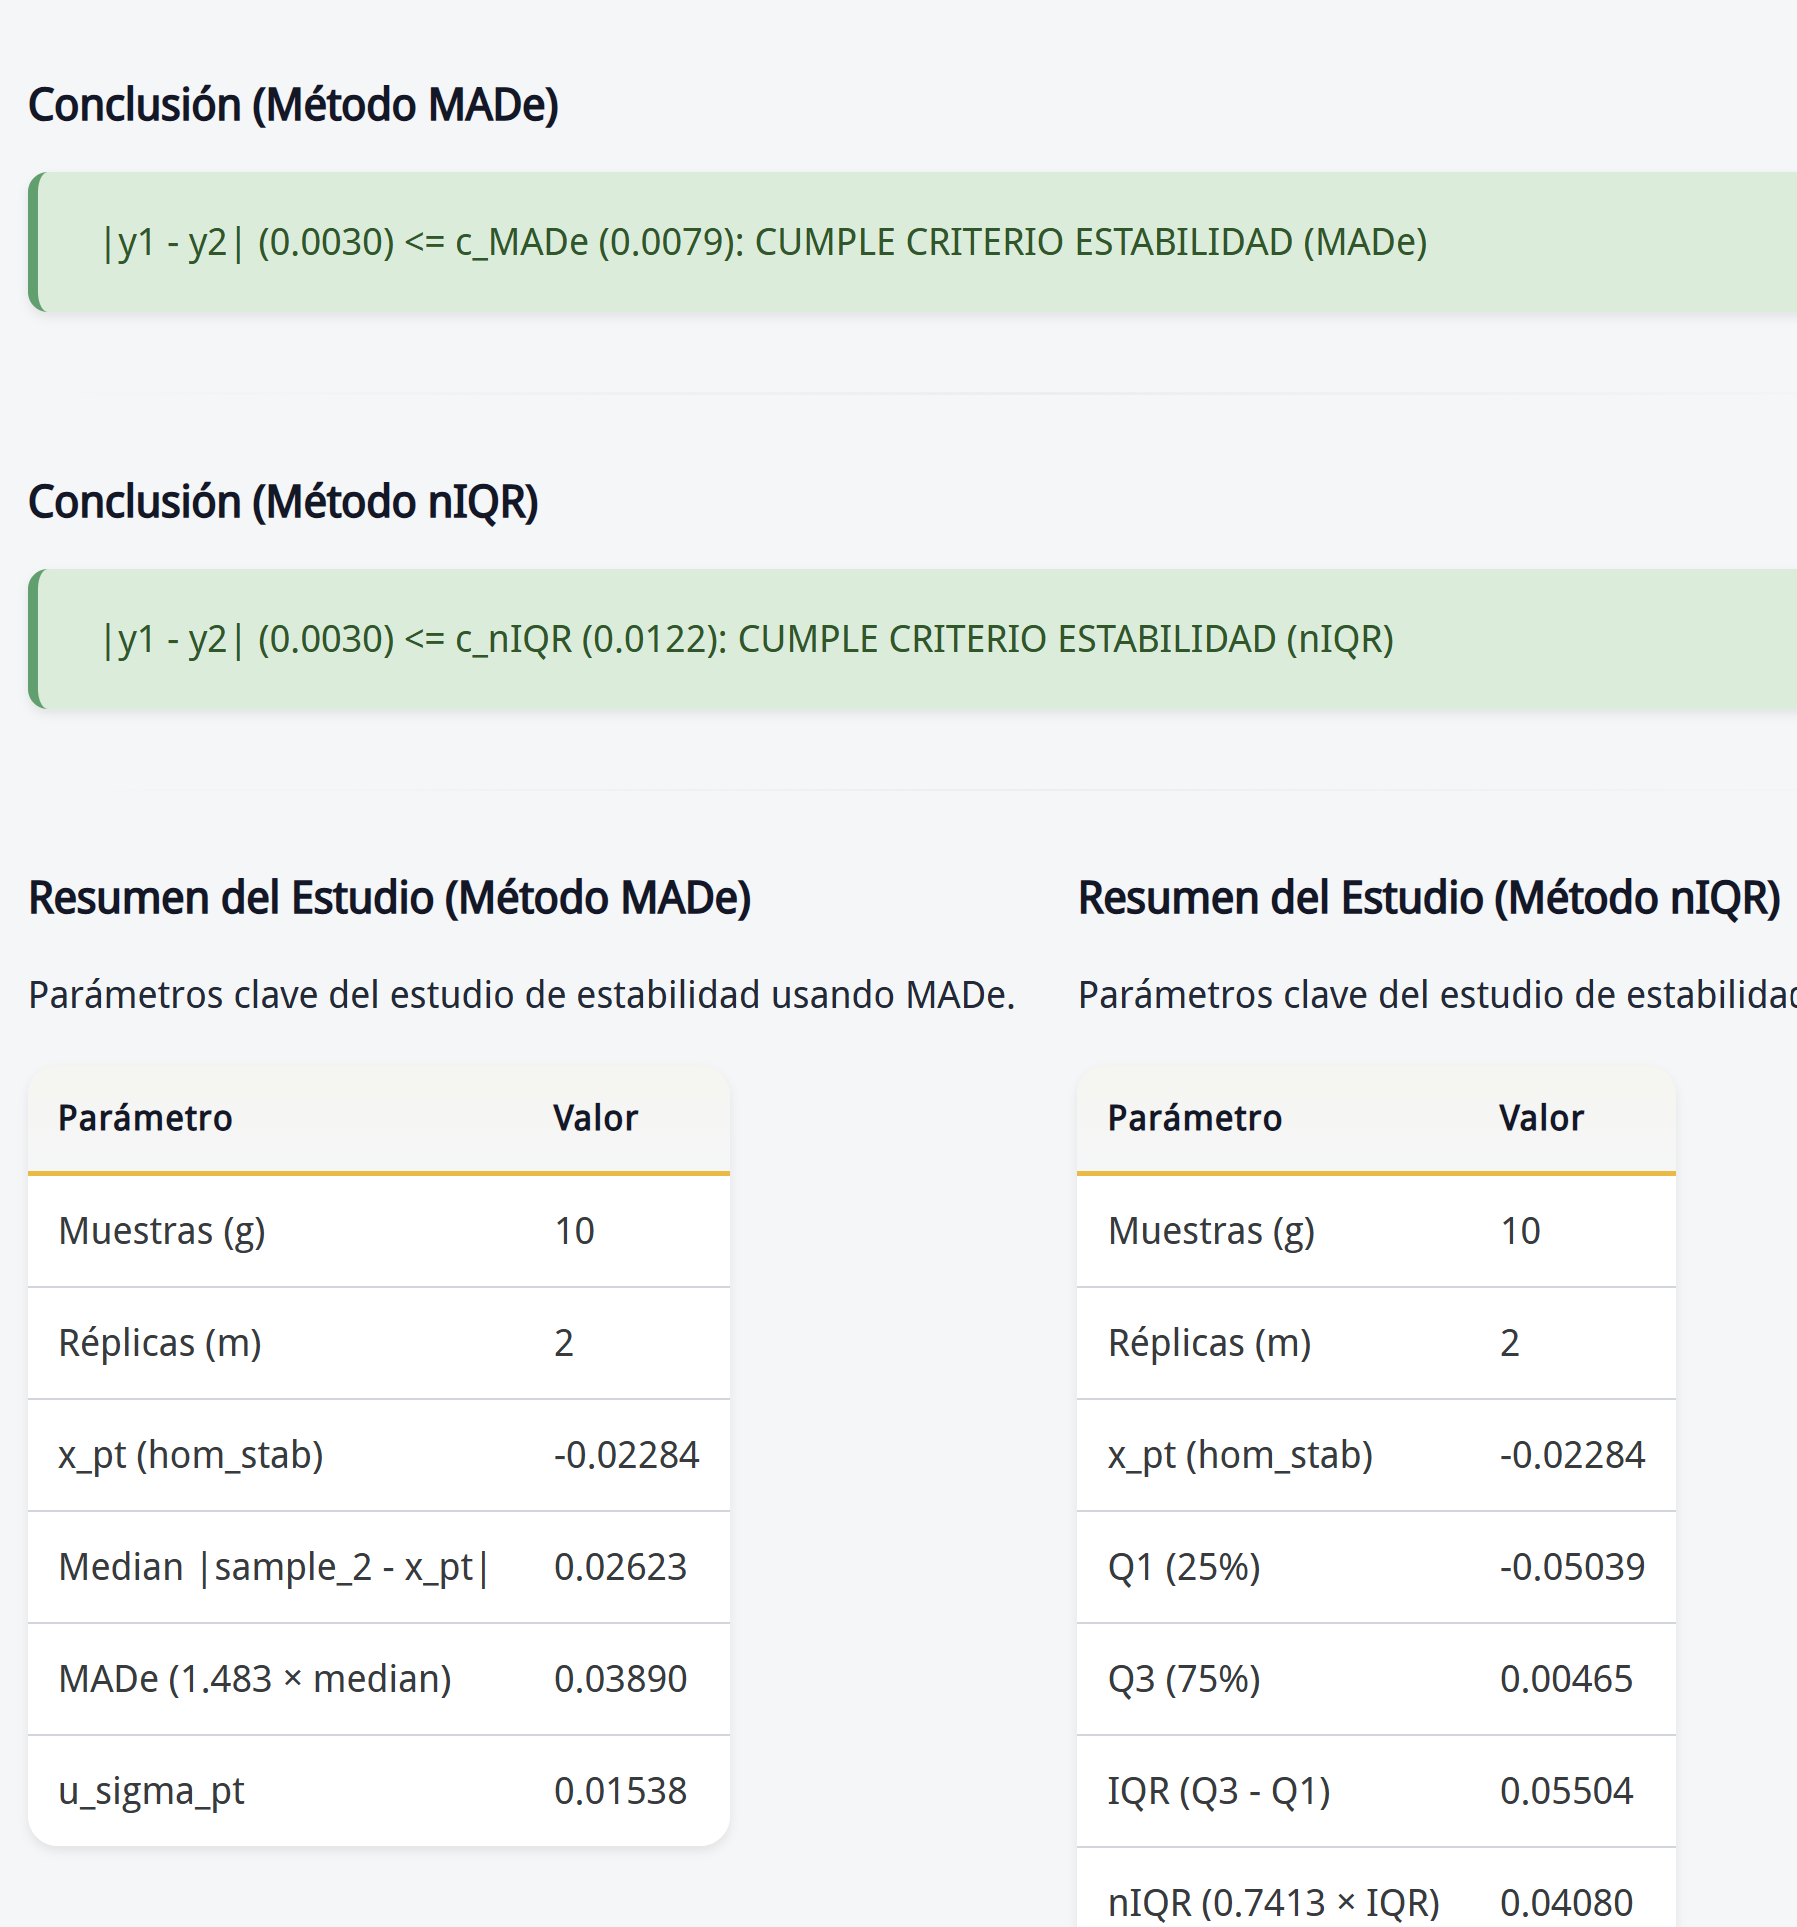 Conclusión (Método MADe)
|y1 - y2| (0.0030) <= c_MADe (0.0079): CUMPLE CRITERIO ESTABILIDAD (MADe)
Conclusión (Método nIQR)
|y1 - y2| (0.0030) <= c_nIQR (0.0122): CUMPLE CRITERIO ESTABILIDAD (nIQR)
Resumen del Estudio (Método MADe)
Parámetros clave del estudio de estabilidad usando MADe.
Parámetro Valor
Muestras (g) 10
Réplicas (m) 2
x_pt (hom_stab) -0.02284
Median |sample_2 - x_pt| 0.02623
MADe (1.483 × median) 0.03890
u_sigma_pt 0.01538
Resumen del Estudio (Método nIQR)
Parámetros clave del estudio de estabilidad
Parámetro Valor
Muestras (g) 10
Réplicas (m) 2
x_pt (hom_stab) -0.02284
Q1 (25%) -0.05039
Q3 (75%) 0.00465
IQR (Q3 - Q1) 0.05504
nIQR (0.7413 × IQR) 0.04080